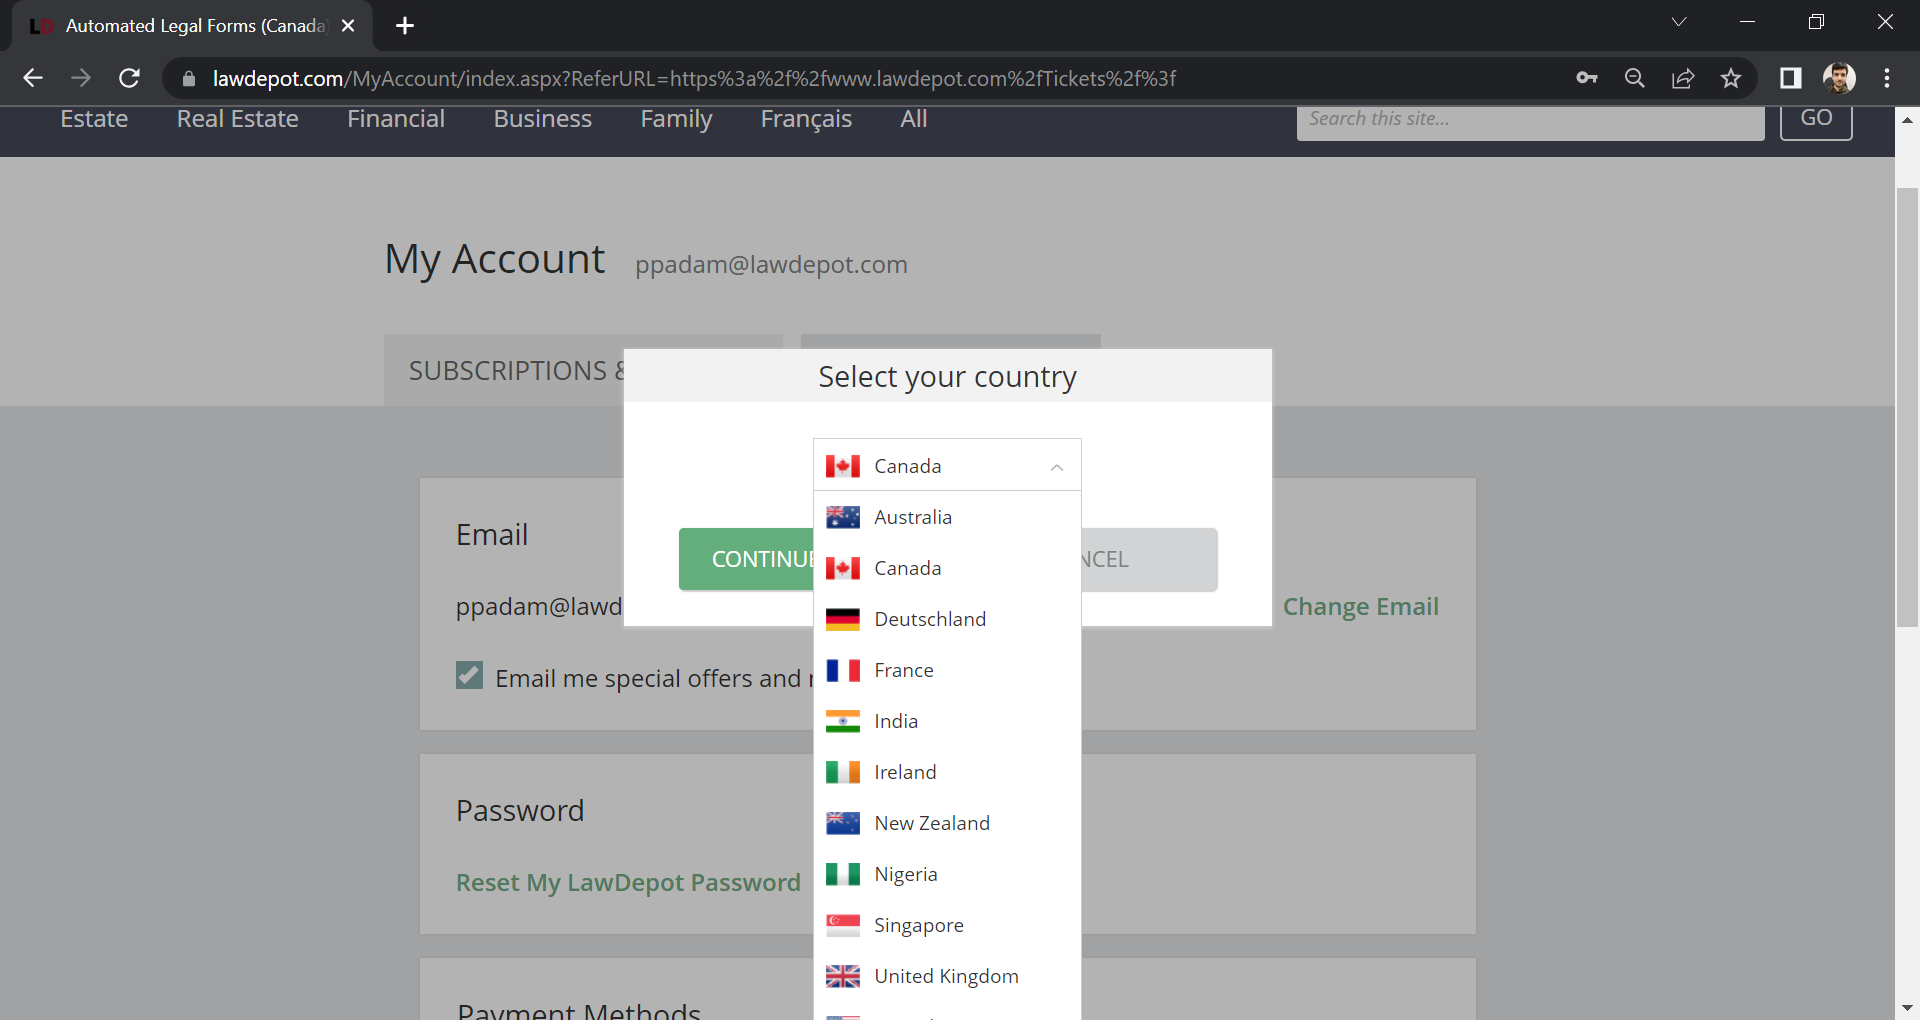 LD Automated Legal Forms (Canada
lawdepot.com/MyAccount/index.aspx?ReferURL=https%3a%2f%2fwww.lawdepot.com%2fTickets%2f%3f
Estate Real Estate Financial Business Family Français All Search this site... GO
My Account ppadam@lawdepot.com
SUBSCRIPTIONS &
Select your country
Canada
Australia
Email
CONTINUE NCEL
Canada
ppadam@lawd Deutschland Change Email
Email me special offers and
France
India
Ireland
Password
New Zealand
Reset My LawDepot Password
Nigeria
Singapore
United Kingdom
Payment Methods